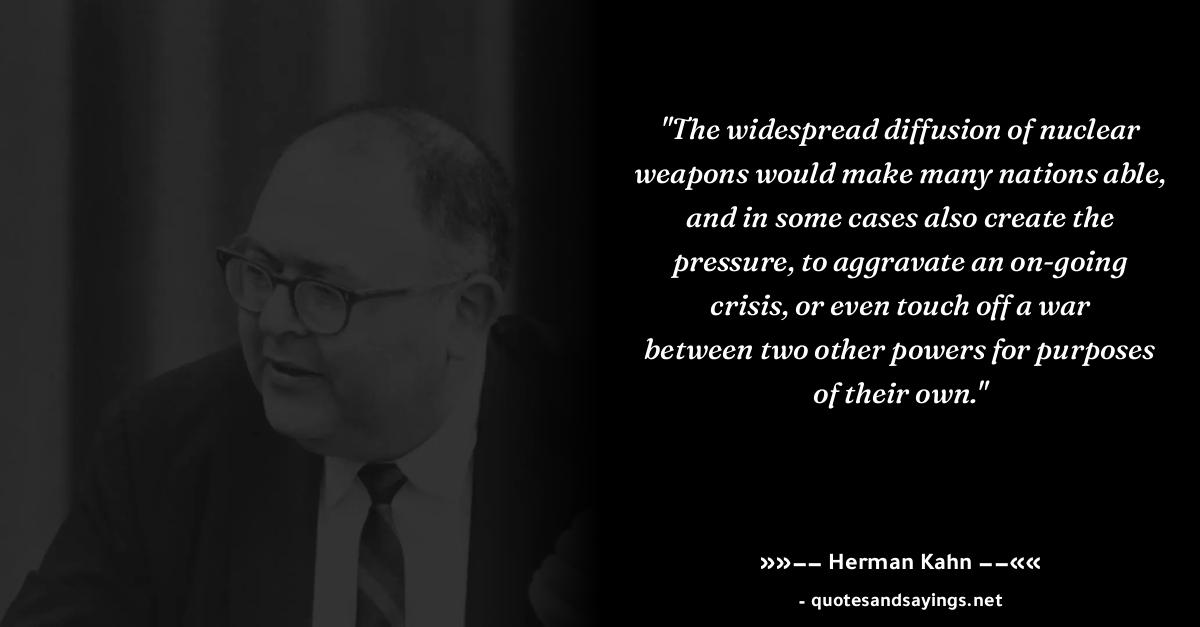 "The widespread diffusion of nuclear
weapons would make many nations able,
and in some cases also create the
pressure, to aggravate an on-going
crisis, or even touch off a war
between two other powers for purposes
of their own."
»»−− Herman Kahn −−««
- quotesandsayings.net